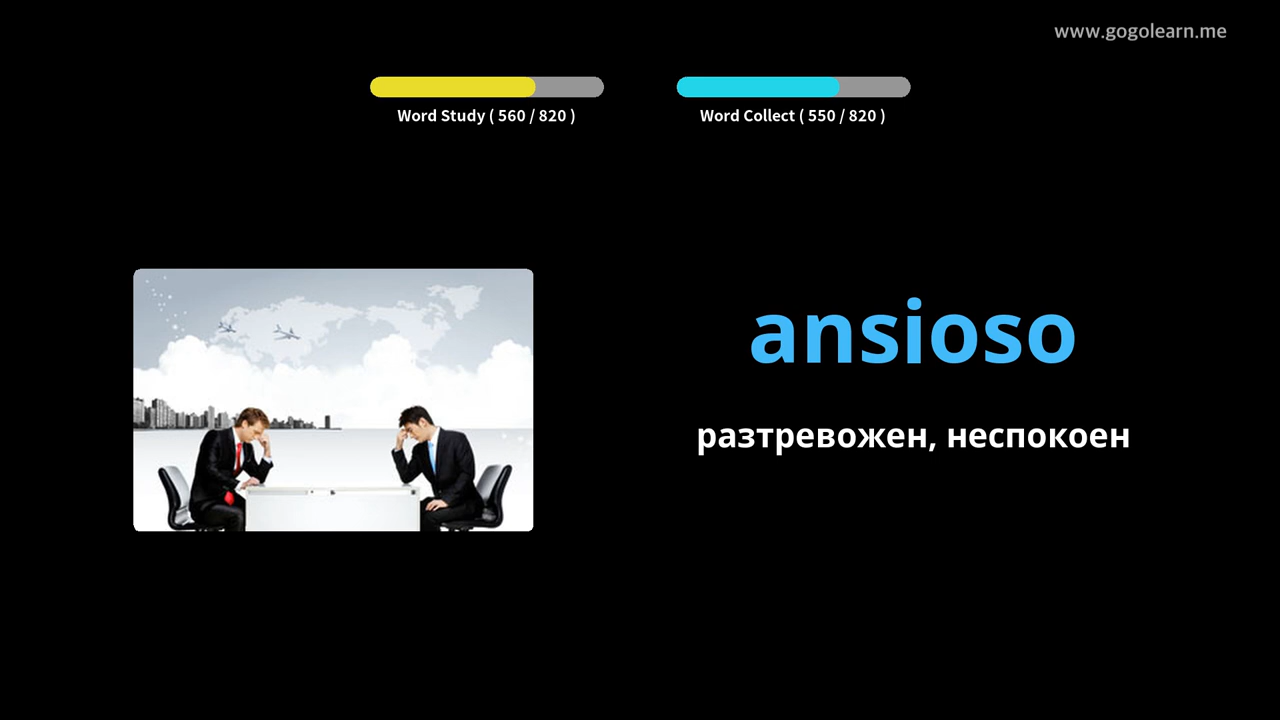 www.gogolearn.me
Word Study ( 560 / 820 )
Word Collect ( 550 / 820 )
ansioso
разтревожен, неспокоен